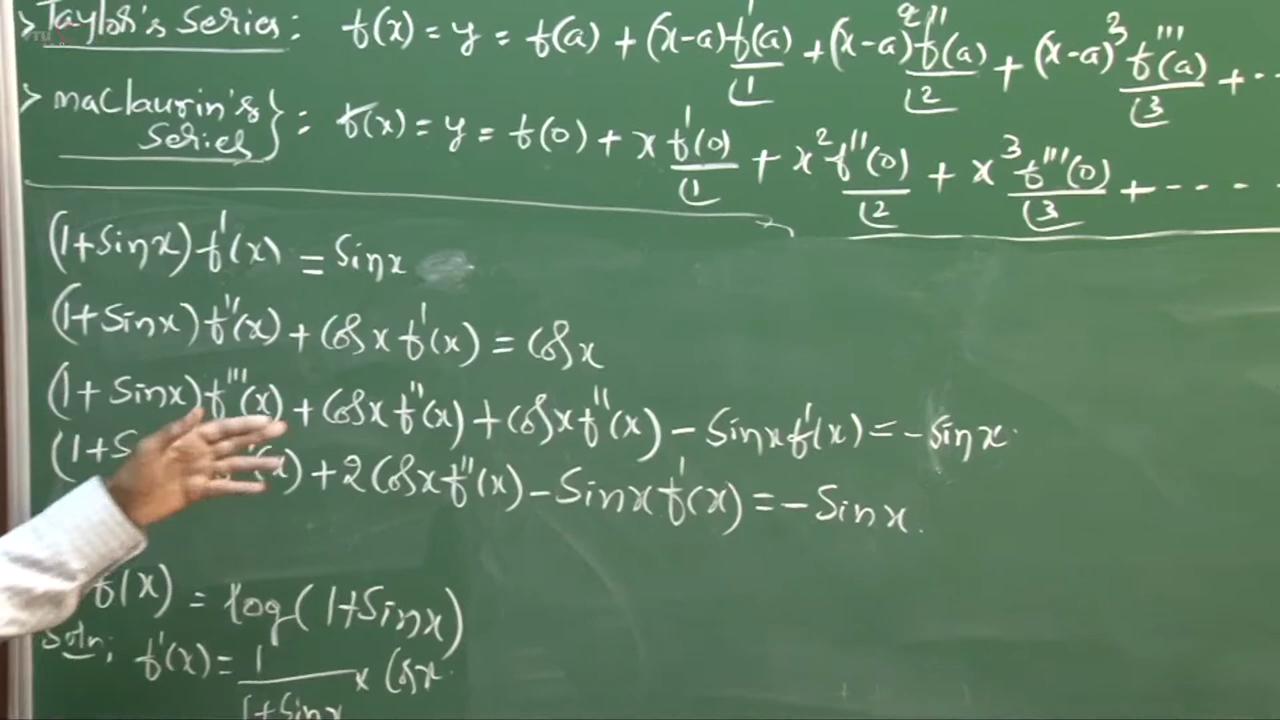 > Taylor's Series : f(x) = y = f(a) + (x-a) f'(a)/⌊1 + (x-a)² f''(a)/⌊2 + (x-a)³ f'''(a)/⌊3 + ...
> maclaurin's Series } : f(x) = y = f(0) + x f'(0)/⌊1 + x² f''(0)/⌊2 + x³ f'''(0)/⌊3 + - - - -
(1+Sinx) f'(x) = Sinx
(1+Sinx) f''(x) + Cosx f'(x) = Cosx
(1+Sinx) f'''(x) + Cosx f''(x) + Cosx f''(x) - Sinx f'(x) = -Sinx.
(1+S (x) + 2Cosx f''(x) - Sinx f'(x) = -Sinx.
f(x) = log(1+Sinx)
Soln; f'(x) = 1/(1+Sinx) x Cosx.